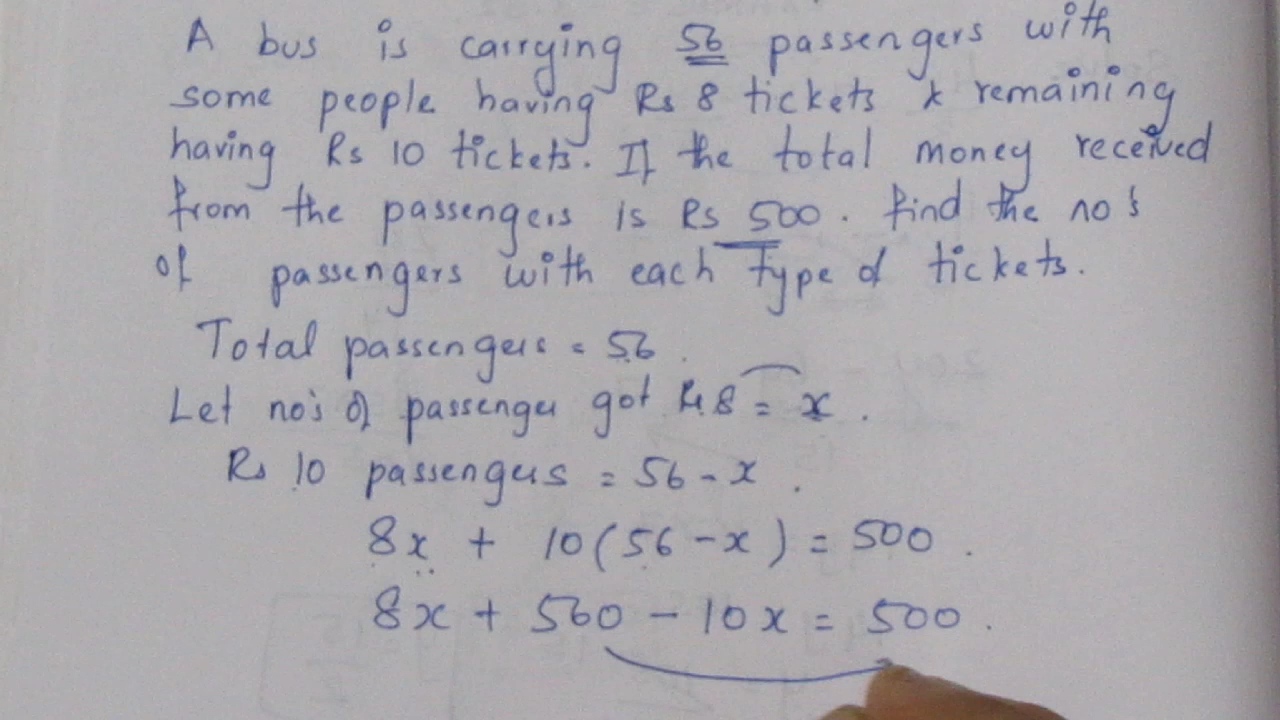 A bus is carrying 56 passengers with
some people having Rs 8 tickets & remaining
having Rs 10 tickets. If the total money received
from the passengers is Rs 500. find the no's
of passengers with each type of tickets.
Total passengers = 56.
Let no's of passenger got Rs 8 = x.
Rs 10 passengers = 56-x.
8x + 10(56-x) = 500.
8x + 560 - 10x = 500.